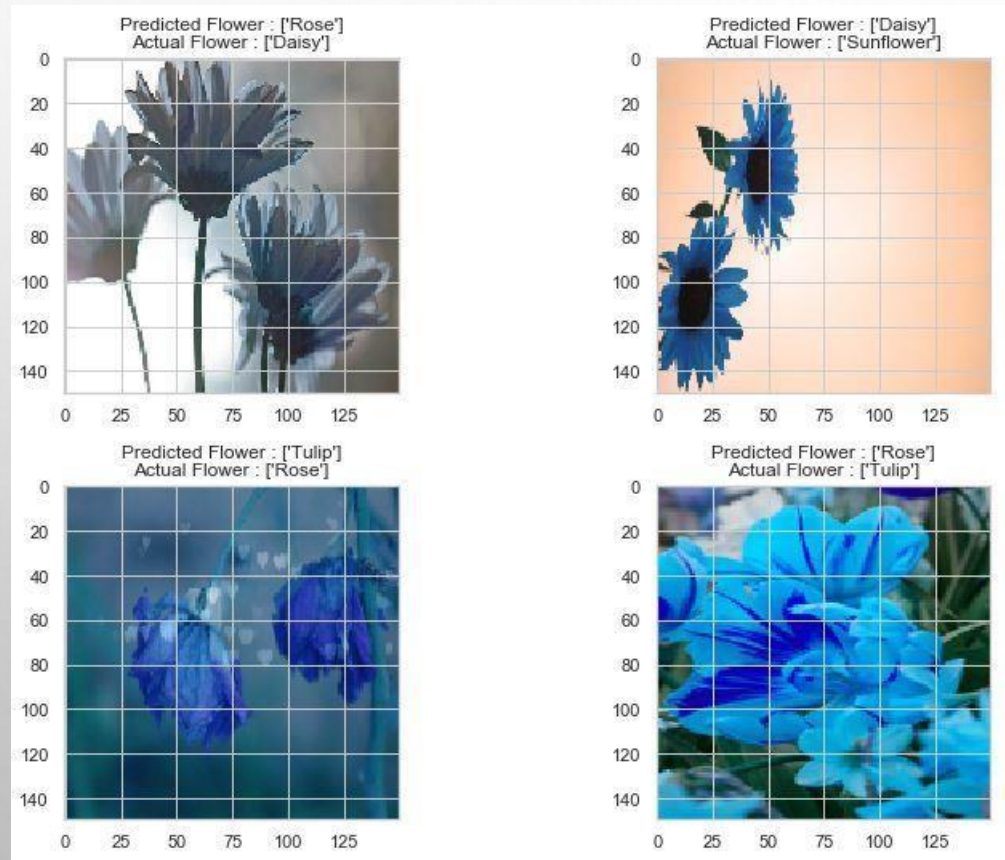 Predicted Flower : ['Rose']
Actual Flower : ['Daisy']
0
20
40
60
80
100
120
140
0 25 50 75 100 125
Predicted Flower : ['Daisy']
Actual Flower : ['Sunflower']
0
20
40
60
80
100
120
140
0 25 50 75 100 125
Predicted Flower : ['Tulip']
Actual Flower : ['Rose']
0
20
40
60
80
100
120
140
0 25 50 75 100 125
Predicted Flower : ['Rose']
Actual Flower : ['Tulip']
0
20
40
60
80
100
120
140
0 25 50 75 100 125